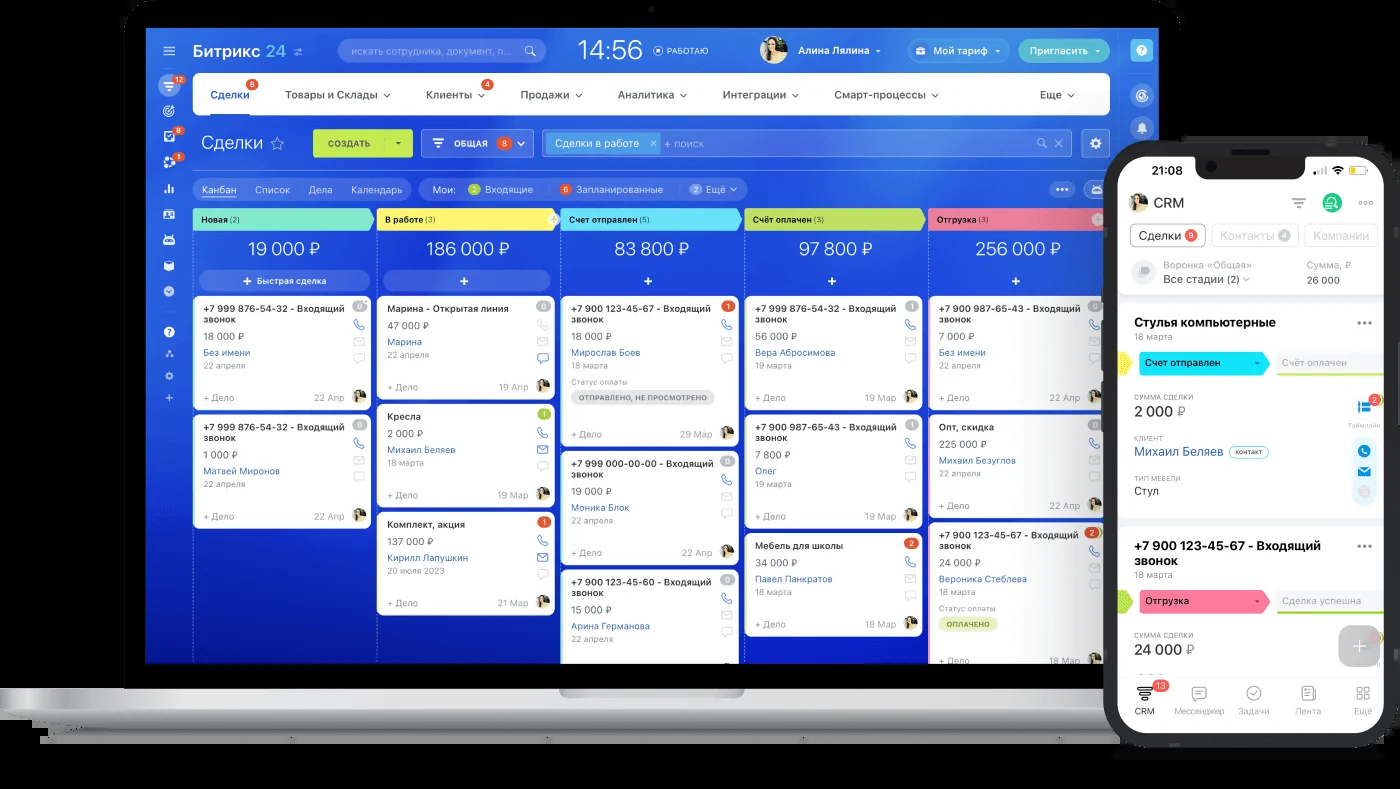 Битрикс 24
искать сотрудника, документ, п...
14:56
РАБОТАЮ
Алина Лялина
Мой тариф
Пригласить
?
12
8
1
?
Сделки 8
Товары и Склады
Клиенты 4
Продажи
Аналитика
Интеграции
Смарт-процессы
Еще
Сделки
СОЗДАТЬ
ОБЩАЯ 8
Сделки в работе ×
+ поиск
Канбан
Список
Дела
Календарь
Мои:
2 Входящие
6 Запланированные
2 Ещё
Новая (2)
19 000 ₽
+ Быстрая сделка
+7 999 876-54-32 - Входящий
звонок
0
18 000 ₽
Без имени
22 апреля
+ Дело
22 Апр
+7 999 876-54-32 - Входящий
звонок
0
1 000 ₽
Матвей Миронов
22 апреля
+ Дело
22 Апр
В работе (3)
186 000 ₽
+
Марина - Открытая линия
0
47 000 ₽
Марина
22 апреля
+ Дело
19 Апр
Кресла
1
2 000 ₽
Михаил Беляев
18 марта
+ Дело
19 Мар
Комплект, акция
1
137 000 ₽
Кирилл Лапушкин
20 июля 2023
+ Дело
21 Мар
Счет отправлен (5)
83 800 ₽
+
+7 900 123-45-67 - Входящий
звонок
1
18 000 ₽
Мирослав Боев
18 марта
Статус оплаты
ОТПРАВЛЕНО, НЕ ПРОСМОТРЕНО
+ Дело
29 Мар
+7 999 000-00-00 - Входящий
звонок
0
19 000 ₽
Моника Блок
22 апреля
+ Дело
22 Апр
+7 900 123-45-60 - Входящий
звонок
0
15 000 ₽
Арина Германова
22 апреля
Счёт оплачен (3)
97 800 ₽
+
+7 999 876-54-32 - Входящий
звонок
1
56 000 ₽
Вера Абросимова
19 марта
+ Дело
19 Мар
+7 900 987-65-43 - Входящий
звонок
1
7 800 ₽
Олег
19 марта
+ Дело
19 Мар
Мебель для школы
2
34 000 ₽
Павел Панкратов
18 марта
+ Дело
18 Мар
Отгрузка (3)
256 000 ₽
+
+7 900 987-65-43 - Входящий
звонок
0
7 000 ₽
Без имени
22 апреля
+ Дело
22 Апр
Опт, скидка
0
225 000 ₽
Михаил Безуглов
22 апреля
+ Дело
22 Апр
+7 900 123-45-67 - Входящий
звонок
2
24 000 ₽
Вероника Стеблева
18 марта
Статус оплаты
ОПЛАЧЕНО
+ Дело
18 Мар
21:08
CRM
Сделки 9
Контакты 4
Компании
Воронка «Общая»
Все стадии (2)
Сумма, ₽
26 000
Стулья компьютерные
18 марта
Счет отправлен
Счёт оплачен
СУММА СДЕЛКИ
2 000 ₽
2
Таймлайн
КЛИЕНТ
Михаил Беляев
КОНТАКТ
ТИП МЕБЕЛИ
Стул
+7 900 123-45-67 - Входящий
звонок
18 марта
Отгрузка
Сделка успешна
СУММА СДЕЛКИ
24 000 ₽
+
13
CRM
Мессенджер
Задачи
Лента
Ещё